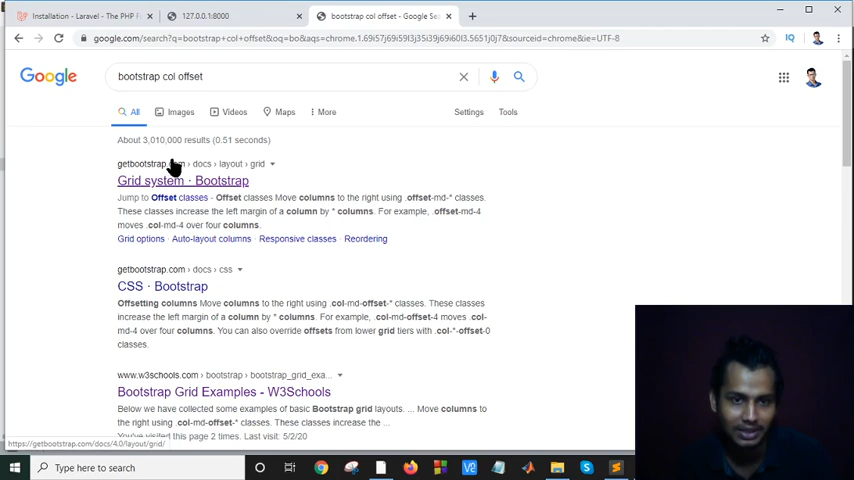 Installation - Laravel - The PHP F
127.0.0.1:8000
bootstrap col offset - Google Sea
google.com/search?q=bootstrap+col+offset&oq=bo&aqs=chrome.1.69i57j69i59l3j35i39j69i60l3.5651j0j7&sourceid=chrome&ie=UTF-8
IQ
Google
bootstrap col offset
All
Images
Videos
Maps
More
Settings
Tools
About 3,010,000 results (0.51 seconds)
getbootstrap.com › docs › layout › grid
Grid system · Bootstrap
Jump to Offset classes - Offset classes Move columns to the right using .offset-md-* classes.
These classes increase the left margin of a column by * columns. For example, .offset-md-4
moves .col-md-4 over four columns.
Grid options · Auto-layout columns · Responsive classes · Reordering
getbootstrap.com › docs › css
CSS · Bootstrap
Offsetting columns Move columns to the right using .col-md-offset-* classes. These classes
increase the left margin of a column by * columns. For example, .col-md-offset-4 moves .col-
md-4 over four columns. You can also override offsets from lower grid tiers with .col-*-offset-0
classes.
www.w3schools.com › bootstrap › bootstrap_grid_exa...
Bootstrap Grid Examples - W3Schools
Below we have collected some examples of basic Bootstrap grid layouts. ... Move columns to
the right using .col-md-offset-* classes. These classes increase the ...
You've visited this page 2 times. Last visit: 5/2/20
https://getbootstrap.com/docs/4.0/layout/grid/
Type here to search